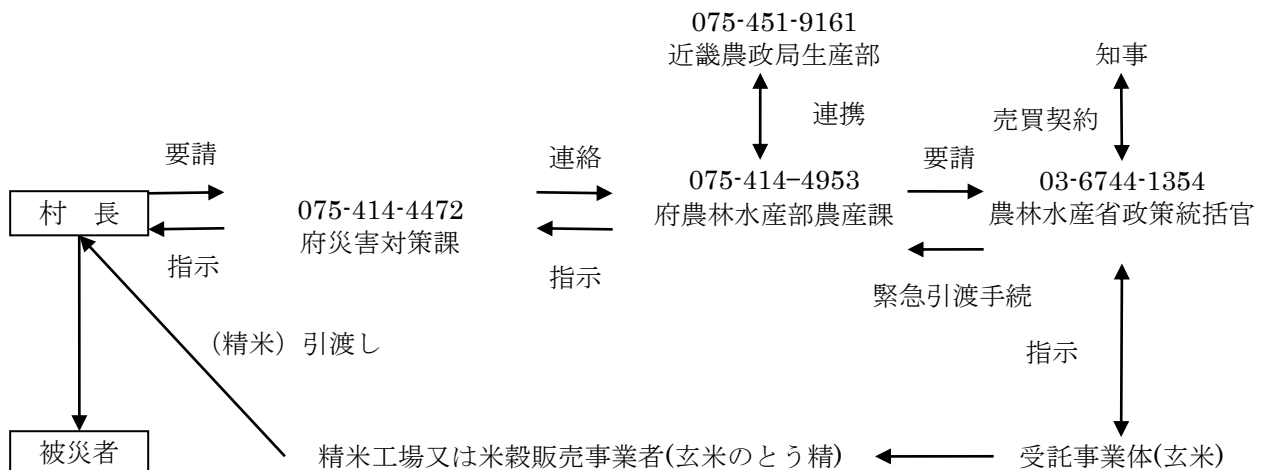 075-451-9161
近畿農政局生産部
知事
連携
売買契約
要請
連絡
要請
村　長
075-414-4472
府災害対策課
075-414-4953
府農林水産部農産課
03-6744-1354
農林水産省政策統括官
指示
指示
緊急引渡手続
（精米）引渡し
指示
被災者
精米工場又は米穀販売事業者(玄米のとう精)
受託事業体(玄米)